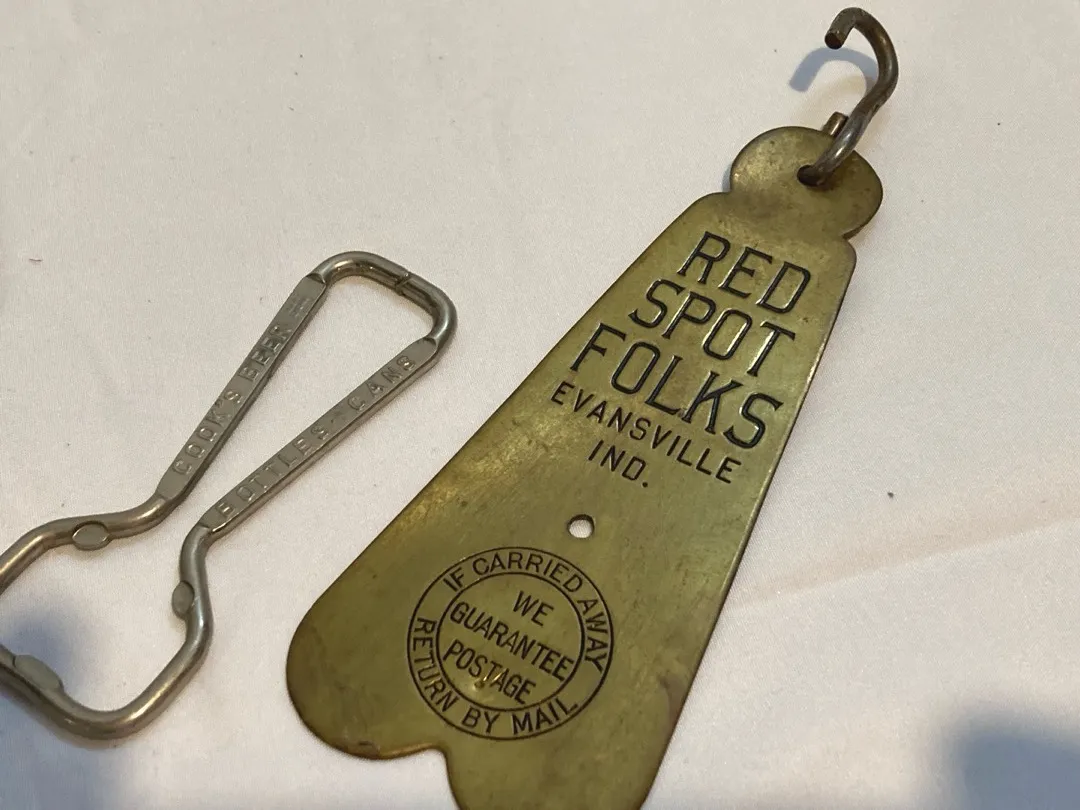 COOK'S BEER
BOTTLES-CANS
RED
SPOT
FOLKS
EVANSVILLE
IND.
IF CARRIED AWAY
WE
GUARANTEE
POSTAGE
RETURN BY MAIL